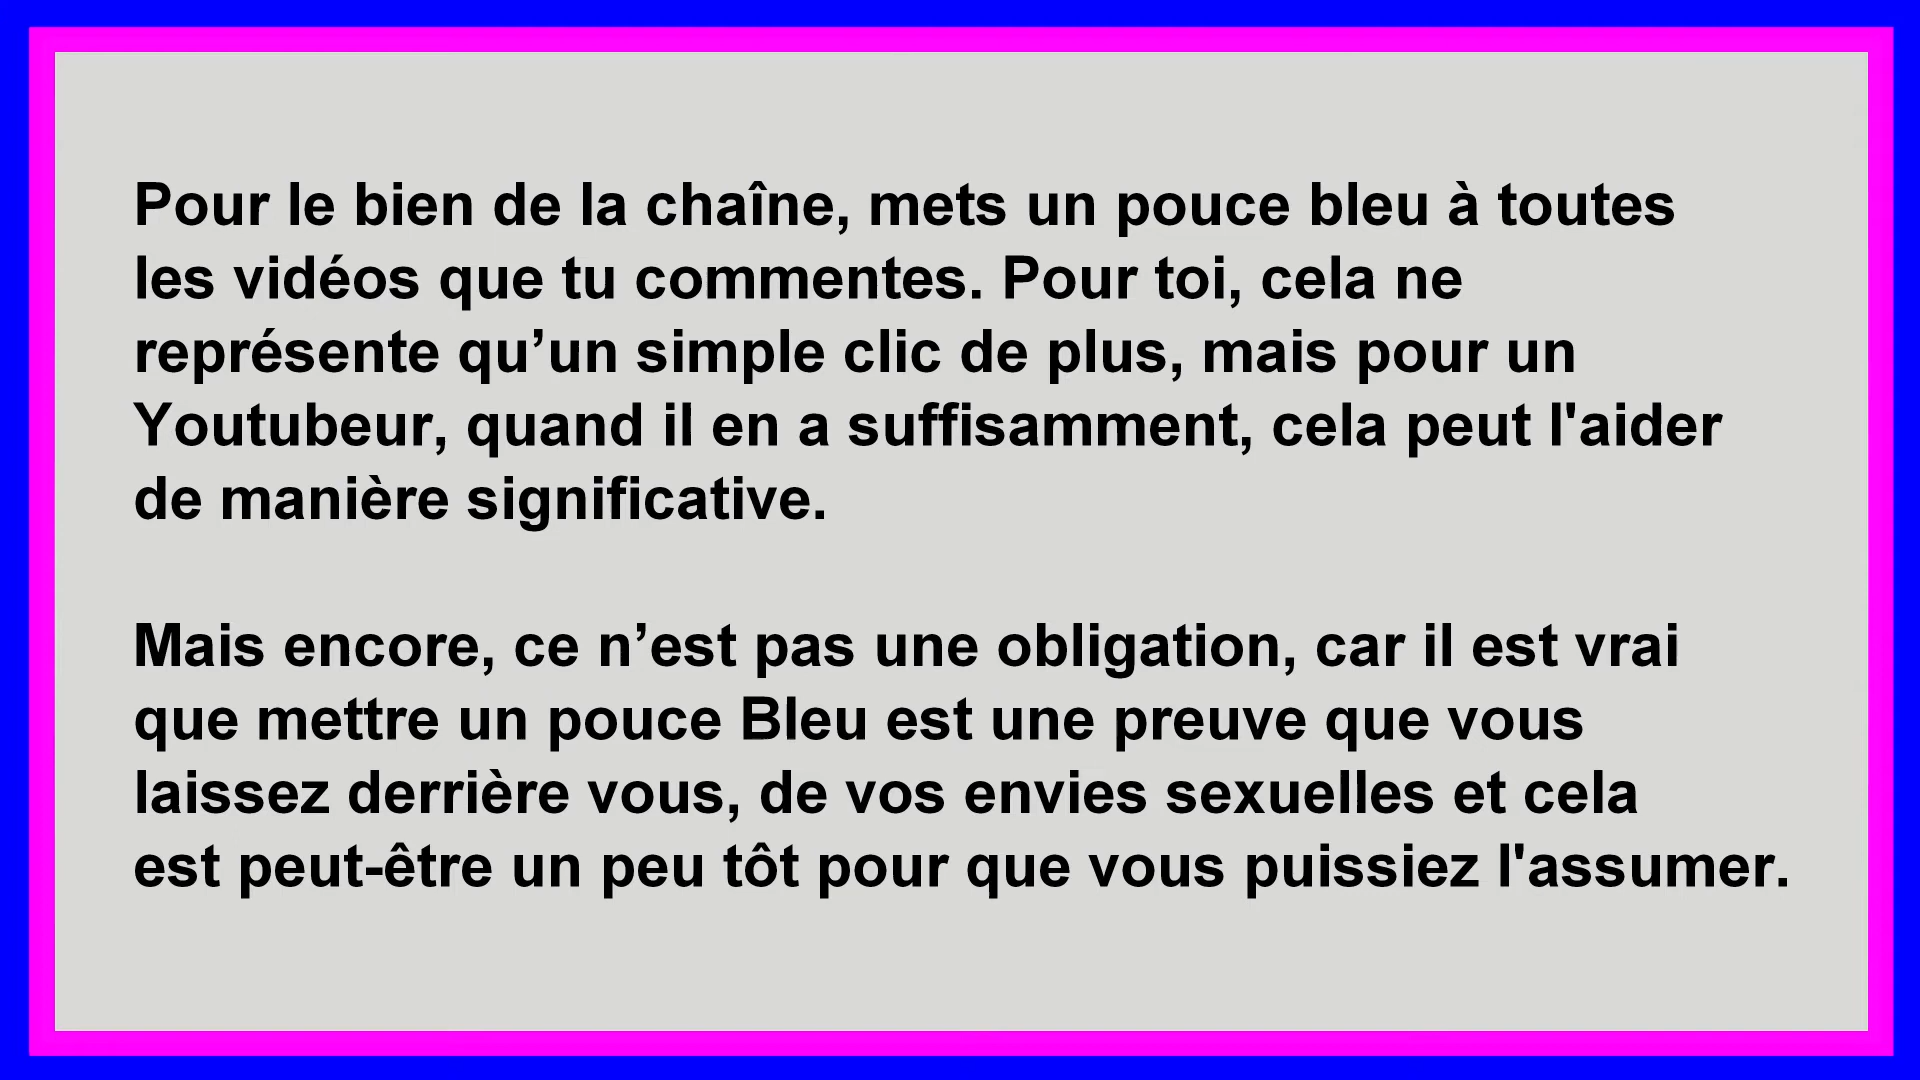 Pour le bien de la chaîne, mets un pouce bleu à toutes
les vidéos que tu commentes. Pour toi, cela ne
représente qu’un simple clic de plus, mais pour un
Youtubeur, quand il en a suffisamment, cela peut l'aider
de manière significative.
Mais encore, ce n’est pas une obligation, car il est vrai
que mettre un pouce Bleu est une preuve que vous
laissez derrière vous, de vos envies sexuelles et cela
est peut-être un peu tôt pour que vous puissiez l'assumer.